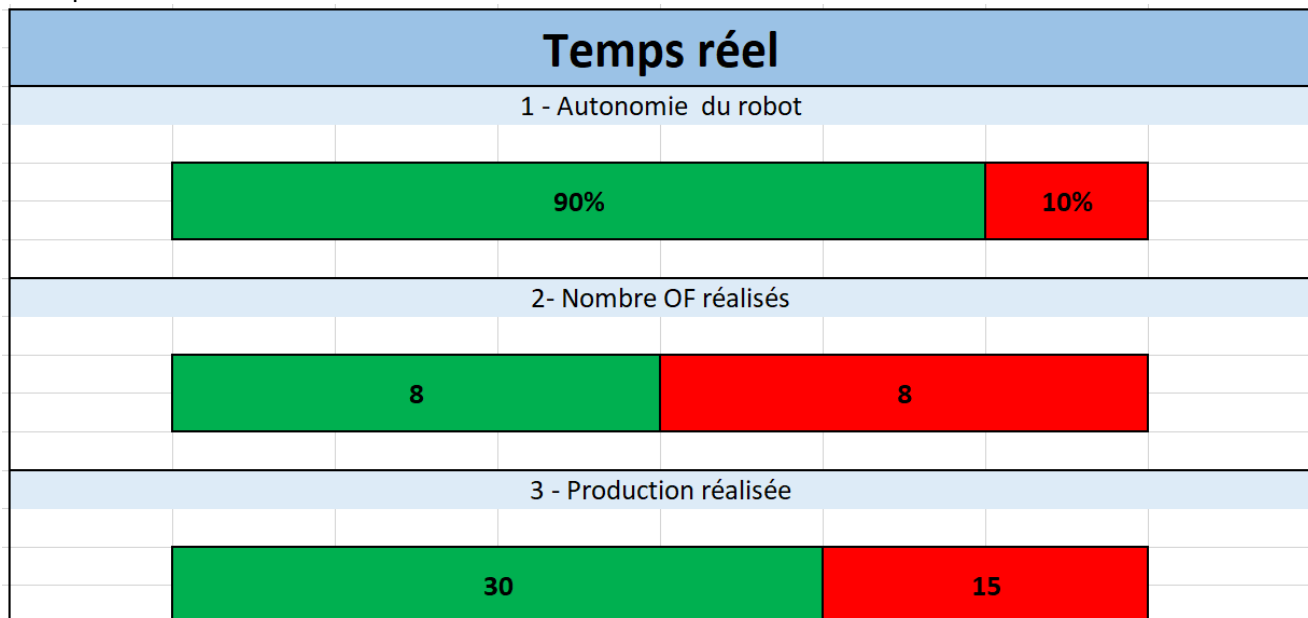 Temps réel
1 - Autonomie  du robot
90% 10%
2- Nombre OF réalisés
8 8
3 - Production réalisée
30 15